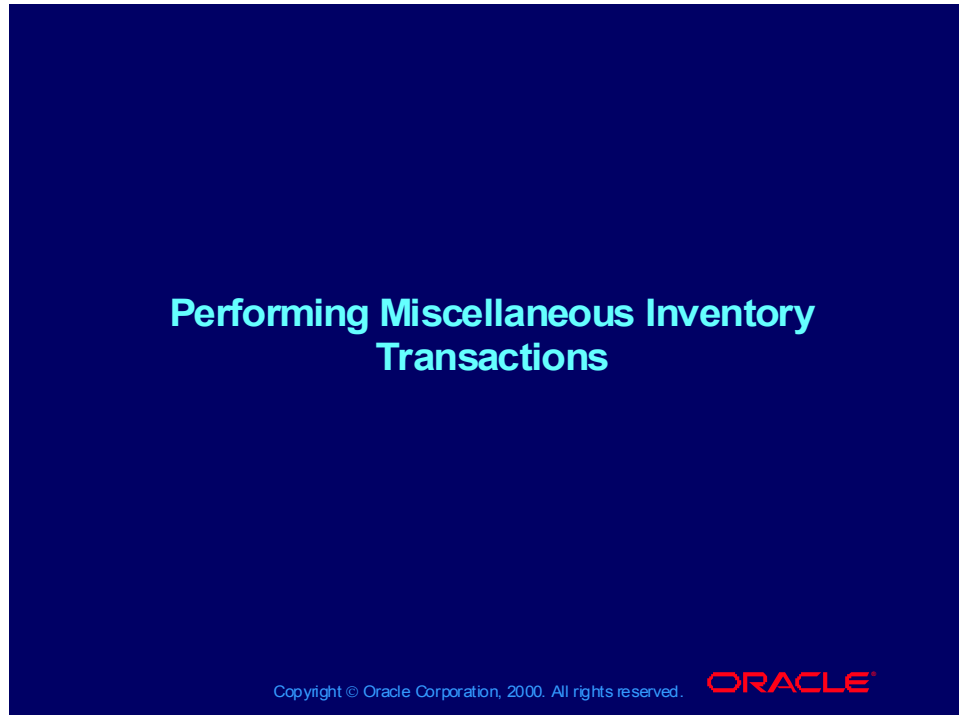 Performing Miscellaneous Inventory
Transactions
Copyright © Oracle Corporation, 2000. All rights reserved.
ORACLE®